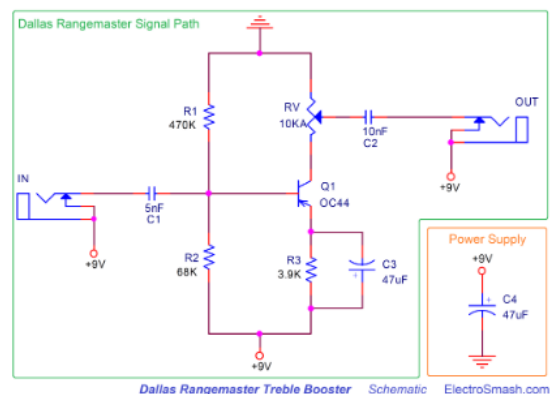 Dallas Rangemaster Signal Path
RV
10KA
R1
470K
10nF
C2
OUT
+9V
IN
5nF
C1
Q1
OC44
+9V
R2
68K
R3
3.9K
C3
+
47uF
+9V
Power Supply
+9V
+
C4
47uF
Dallas Rangemaster Treble Booster Schematic ElectroSmash.com